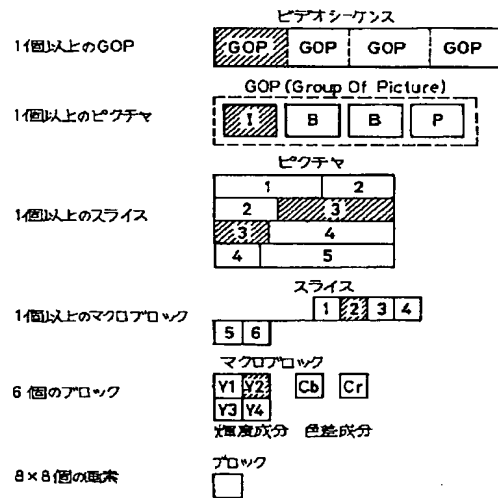 ビデオシーケンス
1個以上のGOP
GOP GOP GOP GOP
GOP(Group Of Picture)
1個以上のピクチャ
I B B P
ピクチャ
1個以上のスライス
1 2
2 3
3 4
4 5
スライス
1個以上のマクロブロック
1 2 3 4
5 6
マクロブロック
6個のブロック
Y1 Y2 Cb Cr
Y3 Y4
輝度成分 色差成分
ブロック
8×8個の画素